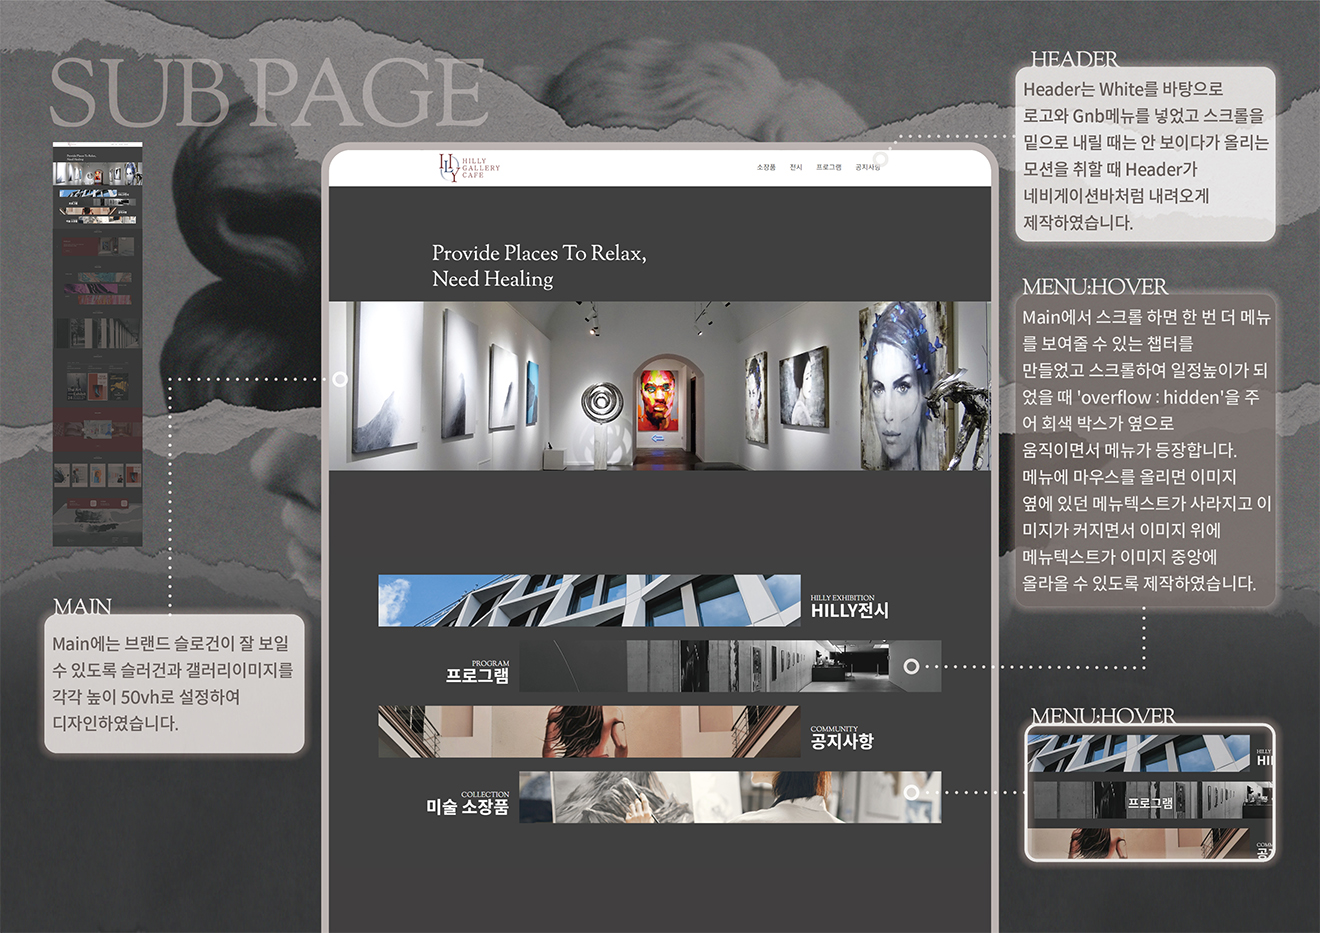 SUB PAGE
HEADER
Header는 White를 바탕으로
로고와 Gnb메뉴를 넣었고 스크롤을
밑으로 내릴 때는 안 보이다가 올리는
모션을 취할 때 Header가
네비게이션바처럼 내려오게
제작하였습니다.
HILLY
HILLY
GALLERY
CAFE
소장품 전시 프로그램 공지사항
Provide Places To Relax,
Need Healing
MENU:HOVER
Main에서 스크롤 하면 한 번 더 메뉴
를 보여줄 수 있는 챕터를
만들었고 스크롤하여 일정높이가 되
었을 때 'overflow : hidden'을 주
어 회색 박스가 옆으로
움직이면서 메뉴가 등장합니다.
메뉴에 마우스를 올리면 이미지
옆에 있던 메뉴텍스트가 사라지고 이
미지가 커지면서 이미지 위에
메뉴텍스트가 이미지 중앙에
올라올 수 있도록 제작하였습니다.
MAIN
Main에는 브랜드 슬로건이 잘 보일
수 있도록 슬러건과 갤러리이미지를
각각 높이 50vh로 설정하여
디자인하였습니다.
HILLY EXHIBITION
HILLY전시
PROGRAM
프로그램
COMMUNITY
공지사항
COLLECTION
미술 소장품
MENU:HOVER
HILLY
HI
프로그램
COM
공